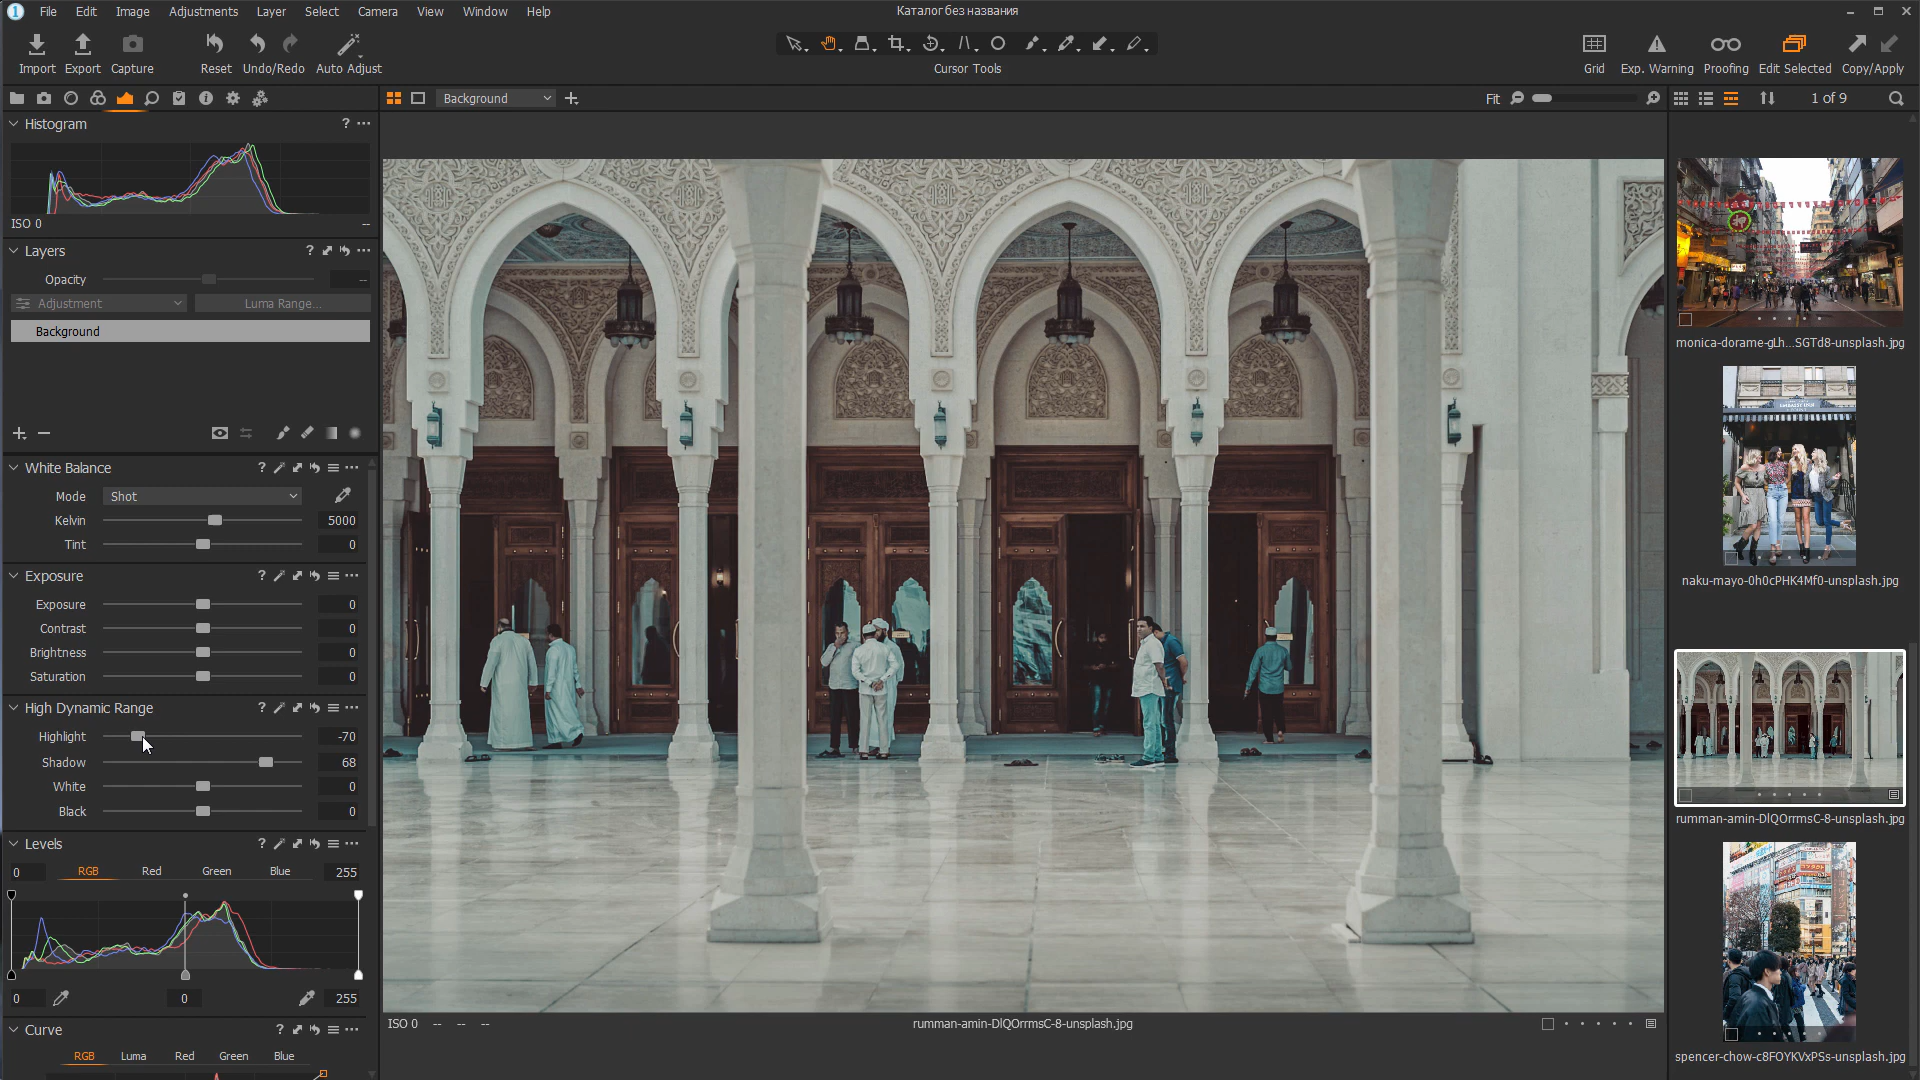 File Edit Image Adjustments Layer Select Camera View Window Help
Каталог без названия
Import Export Capture Reset Undo/Redo Auto Adjust
Cursor Tools
Grid Exp. Warning Proofing Edit Selected Copy/Apply
Background
Fit
1 of 9
Histogram
ISO 0 --
Layers
Opacity --
Adjustment Luma Range...
Background
White Balance
Mode Shot
Kelvin 5000
Tint 0
Exposure
Exposure 0
Contrast 0
Brightness 0
Saturation 0
High Dynamic Range
Highlight -70
Shadow 68
White 0
Black 0
Levels
0 RGB Red Green Blue 255
0 0 255
Curve
RGB Luma Red Green Blue
ISO 0 -- -- --
rumman-amin-DlQOrrmsC-8-unsplash.jpg
monica-dorame-gLh...SGTd8-unsplash.jpg
naku-mayo-0h0cPHK4Mf0-unsplash.jpg
rumman-amin-DlQOrrmsC-8-unsplash.jpg
spencer-chow-c8FOYKVxPSs-unsplash.jpg